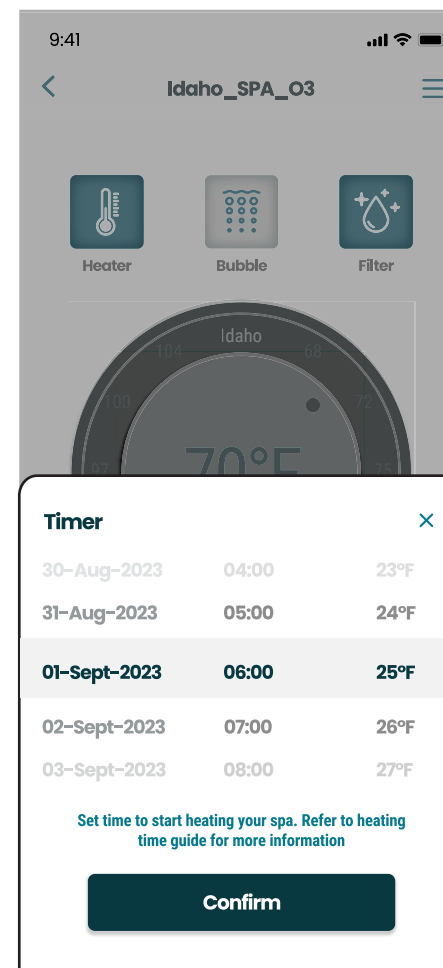 9:41
Idaho_SPA_O3
Heater Bubble Filter
Idaho
104 68
100 72
70°F
97 75
Timer
30-Aug-2023 04:00 23°F
31-Aug-2023 05:00 24°F
01-Sept-2023 06:00 25°F
02-Sept-2023 07:00 26°F
03-Sept-2023 08:00 27°F
Set time to start heating your spa. Refer to heating
time guide for more information
Confirm